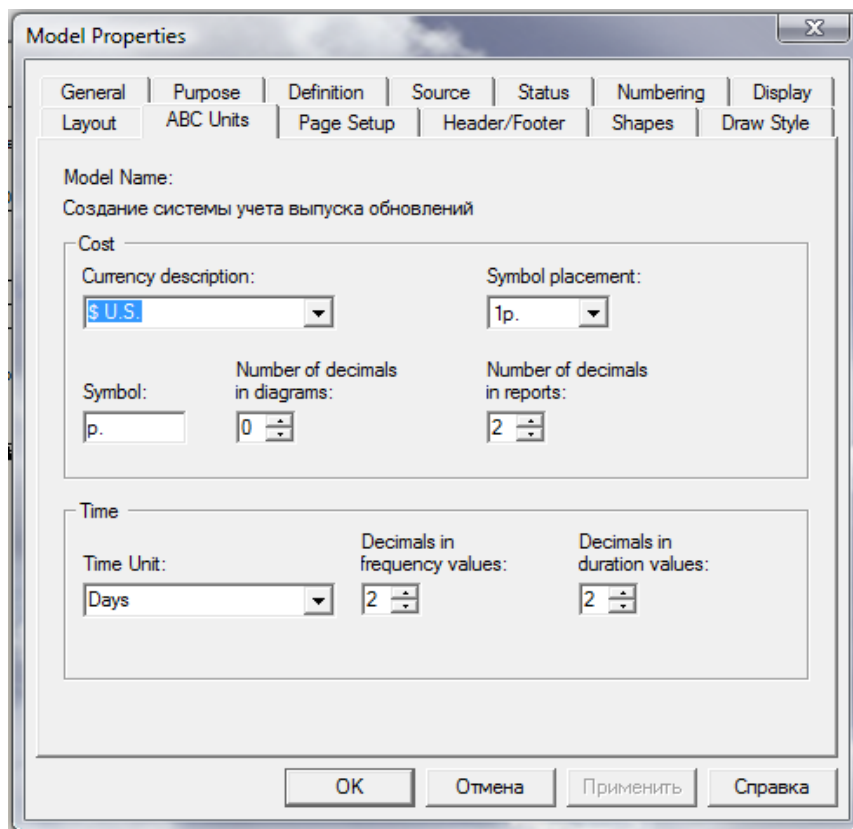 Model Properties
General Purpose Definition Source Status Numbering Display
Layout ABC Units Page Setup Header/Footer Shapes Draw Style
Model Name:
Создание системы учета выпуска обновлений
Cost
Currency description: Symbol placement:
$ U.S. 1р.
Number of decimals Number of decimals
Symbol: in diagrams: in reports:
р. 0 2
Time
Decimals in Decimals in
Time Unit: frequency values: duration values:
Days 2 2
OK Отмена Применить Справка